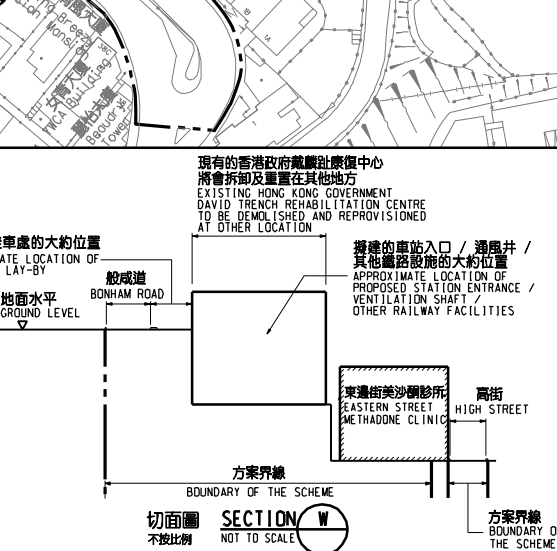 女青大廈
YWCA Building
Beaudry
Tower
現有的香港政府戴麟趾康復中心
將會拆卸及重置在其他地方
EXISTING HONG KONG GOVERNMENT
DAVID TRENCH REHABILITATION CENTRE
TO BE DEMOLISHED AND REPROVISIONED
AT OTHER LOCATION
車處的大約位置
ATE LOCATION OF
LAY-BY
擬建的車站入口 / 通風井 /
其他鐵路設施的大約位置
APPROXIMATE LOCATION OF
PROPOSED STATION ENTRANCE /
VENTILATION SHAFT /
OTHER RAILWAY FACILITIES
般咸道
BONHAM ROAD
地面水平
GROUND LEVEL
東邊街美沙酮診所
EASTERN STREET
METHADONE CLINIC
高街
HIGH STREET
方案界線
BOUNDARY OF THE SCHEME
切面圖
不按比例
SECTION W
NOT TO SCALE
方案界線
BOUNDARY O
THE SCHEME